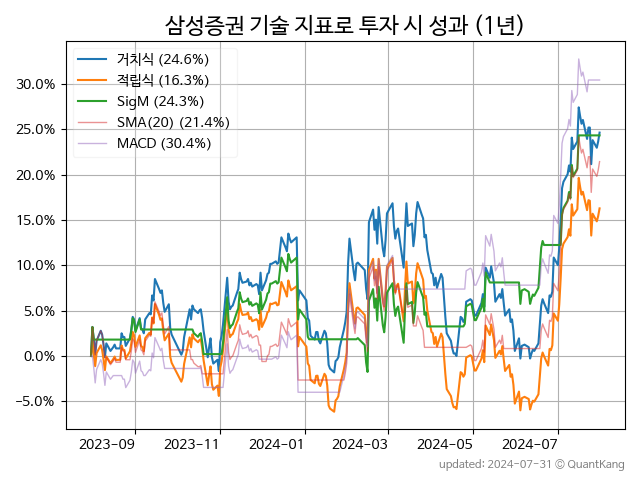 삼성증권 기술 지표로 투자 시 성과 (1년)
거치식 (24.6%)
적립식 (16.3%)
SigM (24.3%)
SMA(20) (21.4%)
MACD (30.4%)
30.0%
25.0%
20.0%
15.0%
10.0%
5.0%
0.0%
−5.0%
2023-09 2023-11 2024-01 2024-03 2024-05 2024-07
updated: 2024-07-31 © QuantKang